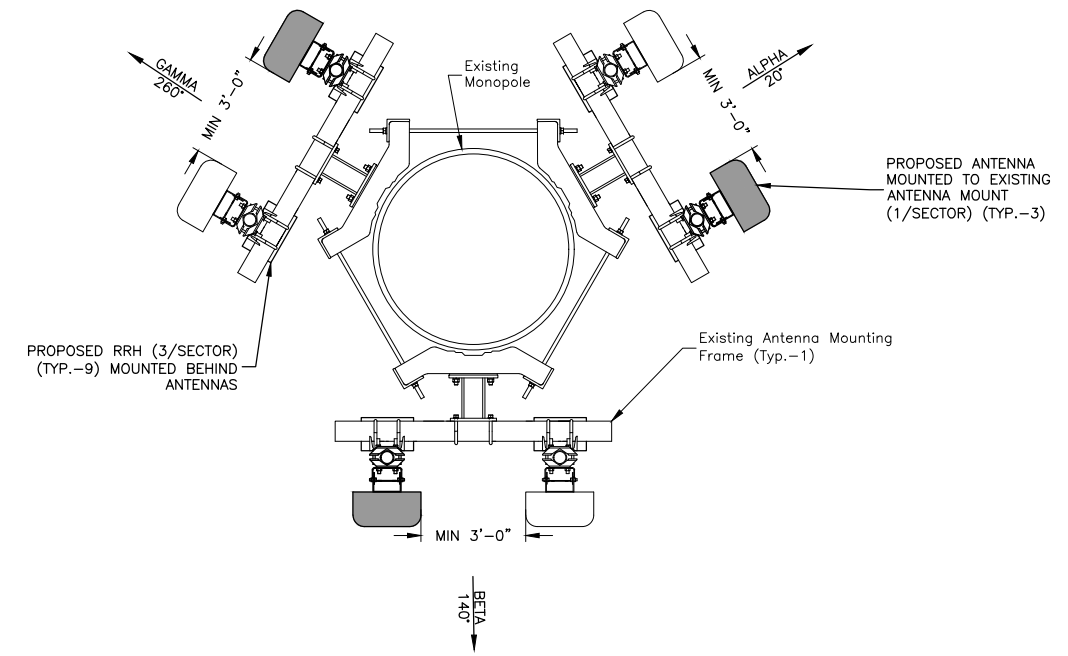 GAMMA
260°
MIN 3'-0"
Existing
Monopole
ALPHA
20°
MIN 3'-0"
PROPOSED ANTENNA
MOUNTED TO EXISTING
ANTENNA MOUNT
(1/SECTOR) (TYP.-3)
PROPOSED RRH (3/SECTOR)
(TYP.-9) MOUNTED BEHIND
ANTENNAS
Existing Antenna Mounting
Frame (Typ.-1)
MIN 3'-0"
BETA
140°